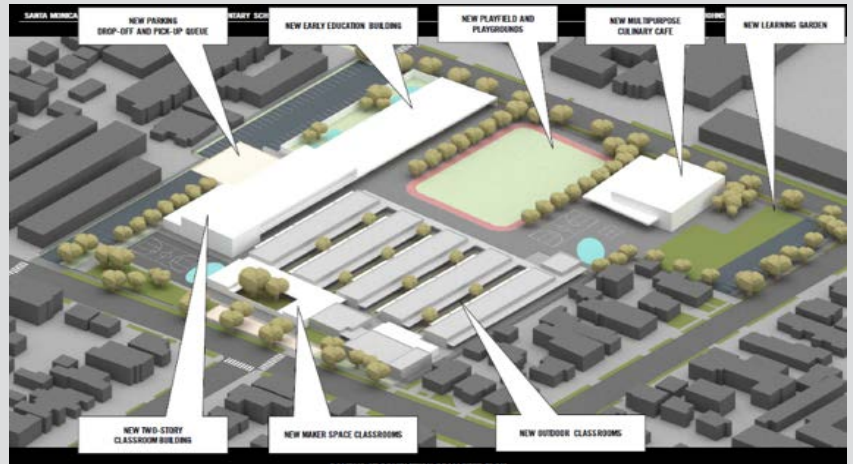 SANTA MONICA
NEW PARKING
DROP-OFF AND PICK-UP QUEUE
NEW EARLY EDUCATION BUILDING
NEW PLAYFIELD AND
PLAYGROUNDS
NEW MULTIPURPOSE
CULINARY CAFE
NEW LEARNING GARDEN
NEW TWO-STORY
CLASSROOM BUILDING
NEW MAKER SPACE CLASSROOMS
NEW OUTDOOR CLASSROOMS